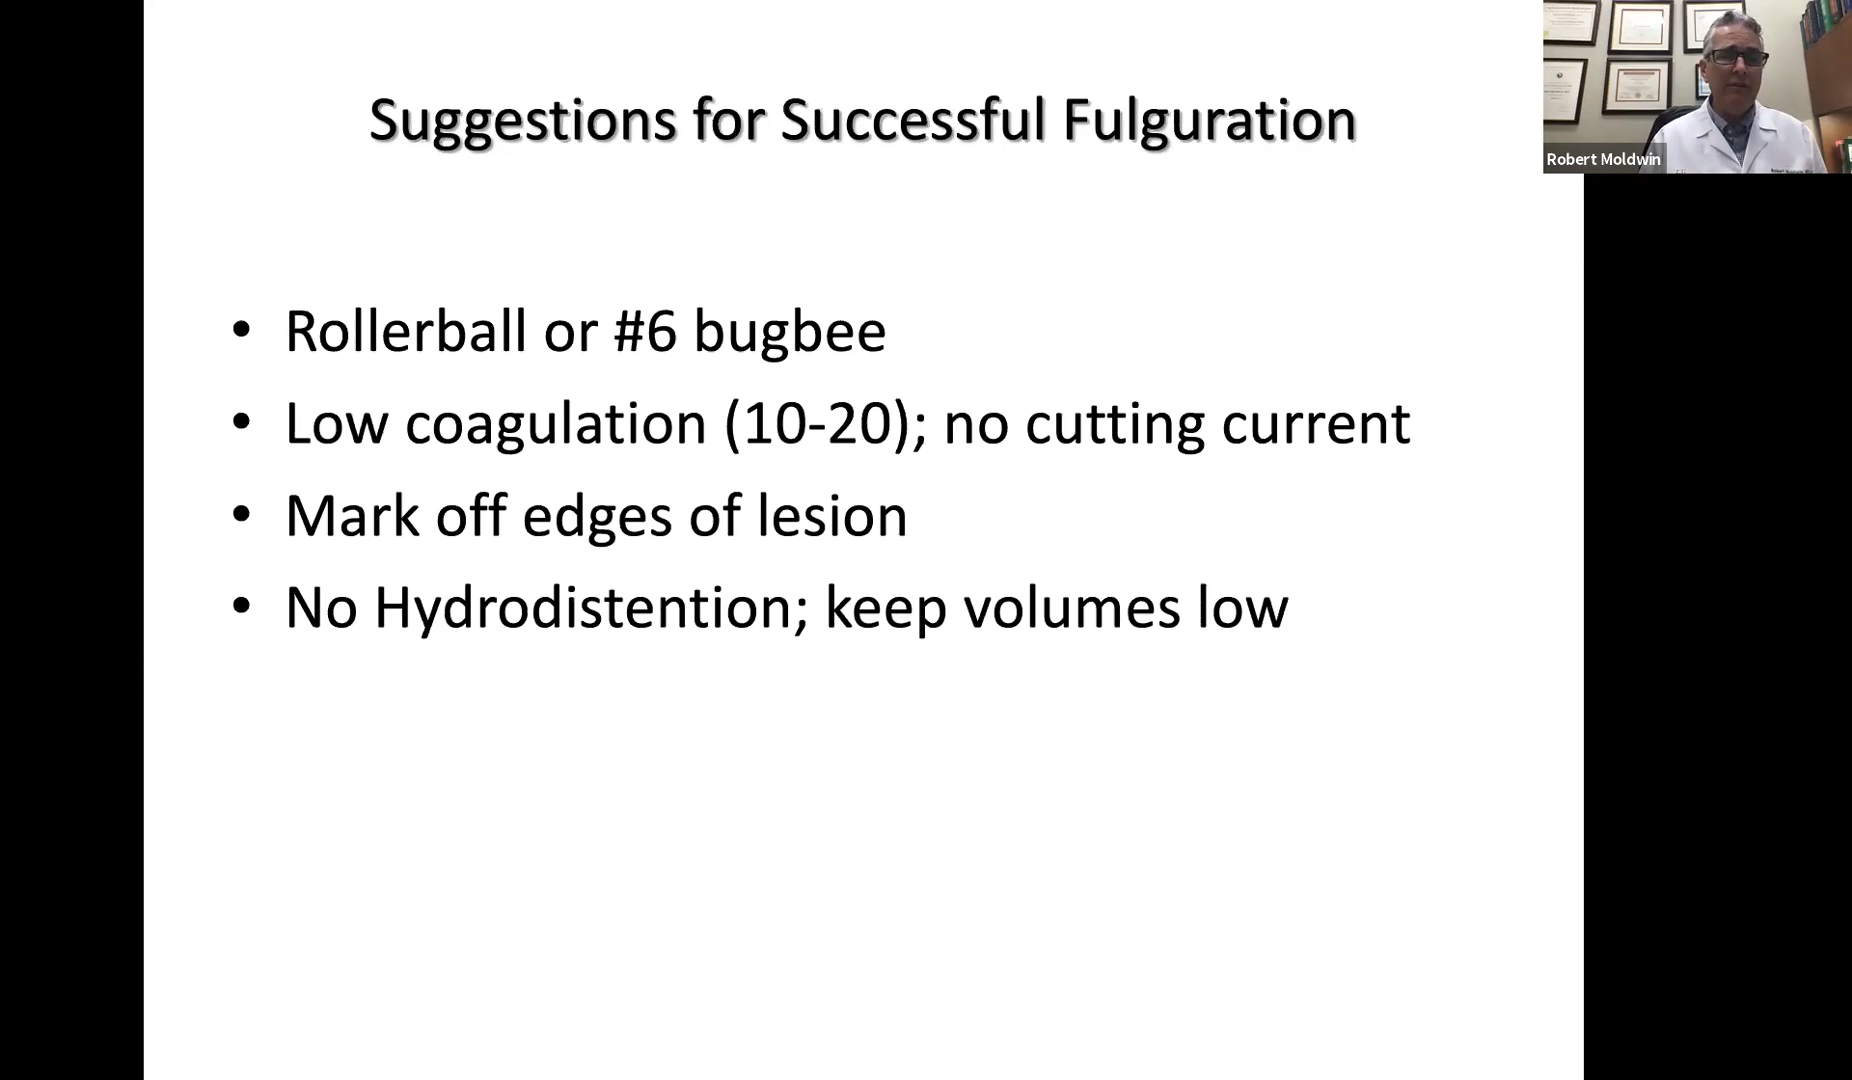 Suggestions for Successful Fulguration
Robert Moldwin
• Rollerball or #6 bugbee
• Low coagulation (10-20); no cutting current
• Mark off edges of lesion
• No Hydrodistention; keep volumes low